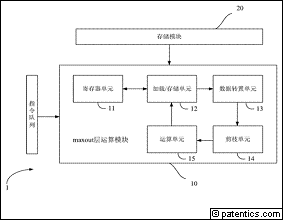 20
存储模块
寄存器单元
加载/存储单元
数据转置单元
11
12
13
指令队列
maxout层运算模块
运算单元
剪枝单元
15
14
1
10
© patentics.com